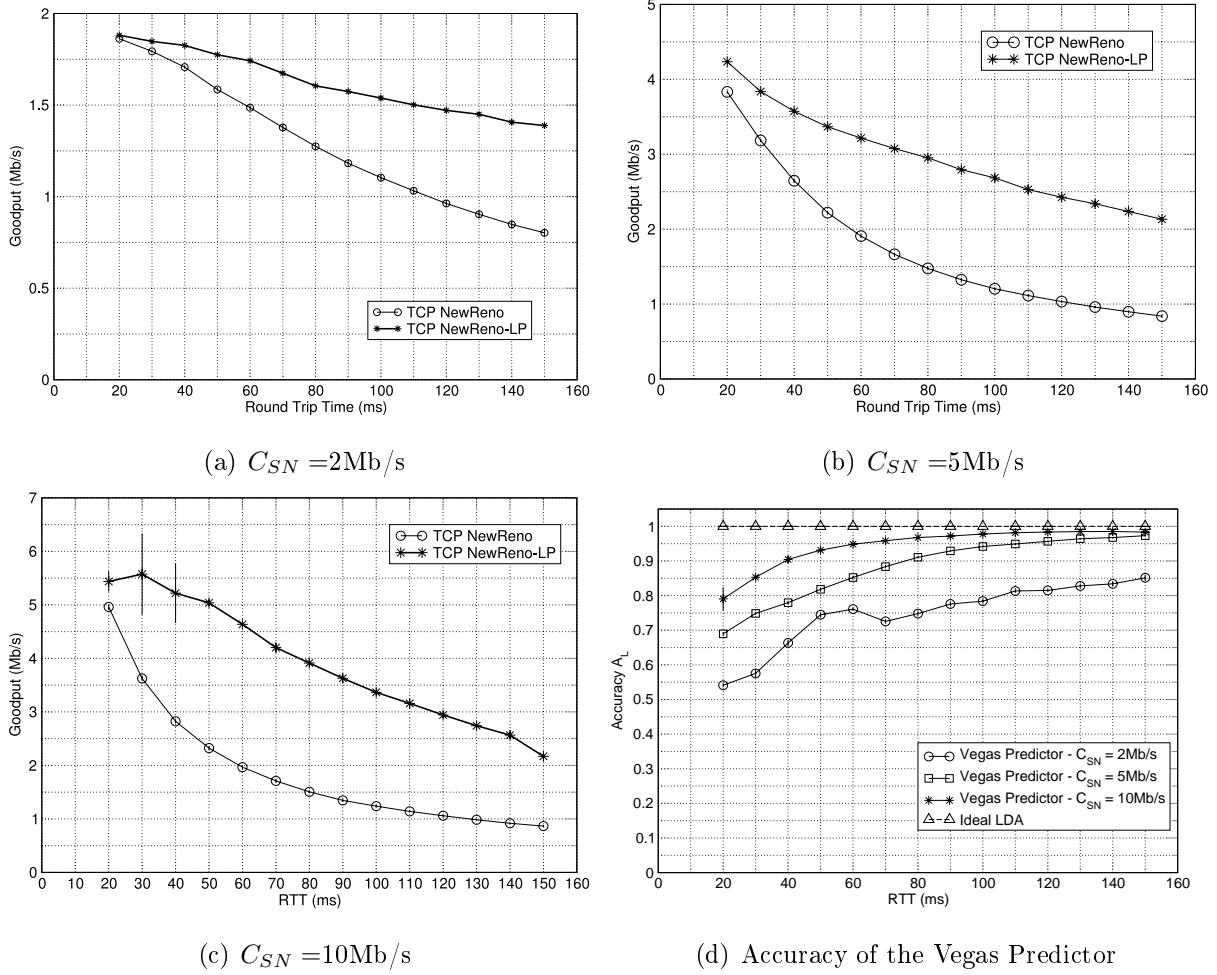 2
1.5
1
0.5
0
Goodput (Mb/s)
TCP NewReno
TCP NewReno-LP
0 20 40 60 80 100 120 140 160
Round Trip Time (ms)
(a) C_SN =2Mb/s
5
4
3
2
1
0
Goodput (Mb/s)
TCP NewReno
TCP NewReno-LP
0 20 40 60 80 100 120 140 160
Round Trip Time (ms)
(b) C_SN =5Mb/s
7
6
5
4
3
2
1
0
Goodput (Mb/s)
TCP NewReno
TCP NewReno-LP
0 10 20 30 40 50 60 70 80 90 100 110 120 130 140 150 160
RTT (ms)
(c) C_SN =10Mb/s
1
0.9
0.8
0.7
0.6
0.5
0.4
0.3
0.2
0.1
0
Accuracy A_L
Vegas Predictor - C_SN = 2Mb/s
Vegas Predictor - C_SN = 5Mb/s
Vegas Predictor - C_SN = 10Mb/s
Ideal LDA
0 20 40 60 80 100 120 140 160
RTT (ms)
(d) Accuracy of the Vegas Predictor